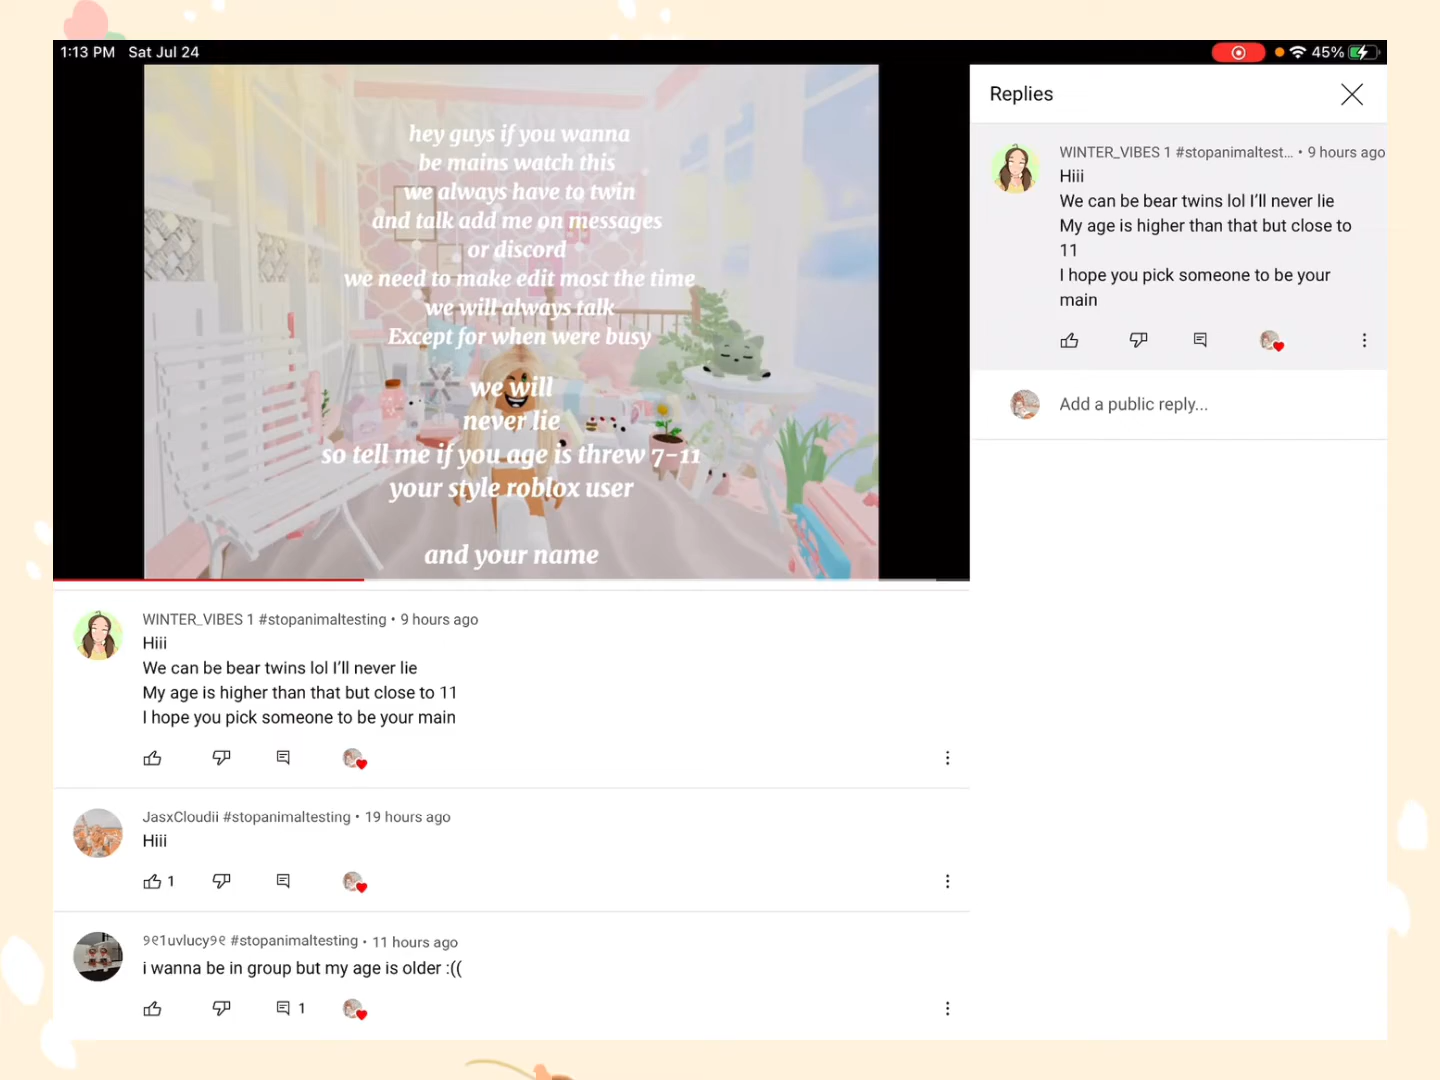 1:13 PM Sat Jul 24
45%
hey guys if you wanna
be mains watch this
we always have to twin
and talk add me on messages
or discord
we need to make edit most the time
we will always talk
Except for when were busy
we will
never lie
so tell me if you age is threw 7-11
your style roblox user
and your name
WINTER_VIBES 1 #stopanimaltesting • 9 hours ago
Hiii
We can be bear twins lol I'll never lie
My age is higher than that but close to 11
I hope you pick someone to be your main
JasxCloudii #stopanimaltesting • 19 hours ago
Hiii
1
୨୧1uvlucy୨୧ #stopanimaltesting • 11 hours ago
i wanna be in group but my age is older :((
1
Replies
WINTER_VIBES 1 #stopanimaltest... • 9 hours ago
Hiii
We can be bear twins lol I'll never lie
My age is higher than that but close to
11
I hope you pick someone to be your
main
Add a public reply...